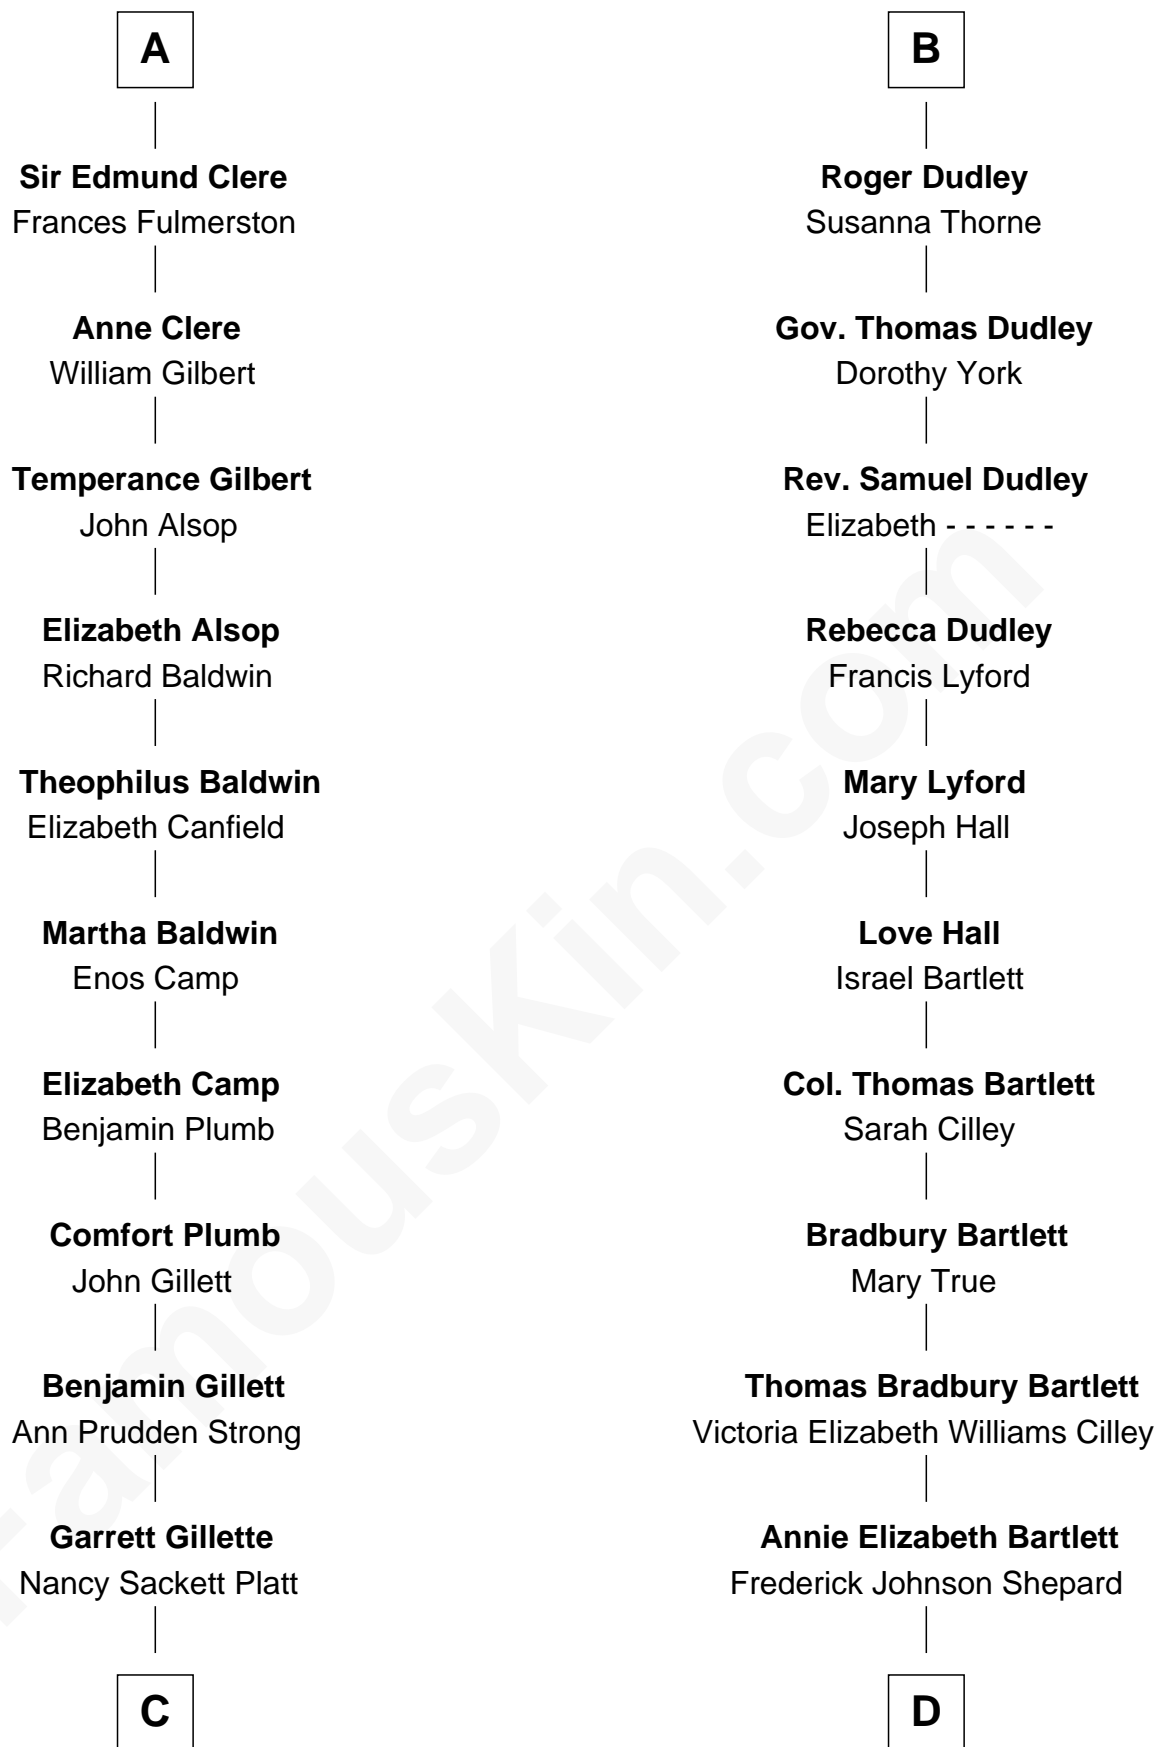 A
Sir Edmund Clere
Frances Fulmerston
Anne Clere
William Gilbert
Temperance Gilbert
John Alsop
Elizabeth Alsop
Richard Baldwin
Theophilus Baldwin
Elizabeth Canfield
Martha Baldwin
Enos Camp
Elizabeth Camp
Benjamin Plumb
Comfort Plumb
John Gillett
Benjamin Gillett
Ann Prudden Strong
Garrett Gillette
Nancy Sackett Platt
C
B
Roger Dudley
Susanna Thorne
Gov. Thomas Dudley
Dorothy York
Rev. Samuel Dudley
Elizabeth - - - - - -
Rebecca Dudley
Francis Lyford
Mary Lyford
Joseph Hall
Love Hall
Israel Bartlett
Col. Thomas Bartlett
Sarah Cilley
Bradbury Bartlett
Mary True
Thomas Bradbury Bartlett
Victoria Elizabeth Williams Cilley
Annie Elizabeth Bartlett
Frederick Johnson Shepard
D
FamousKin.com